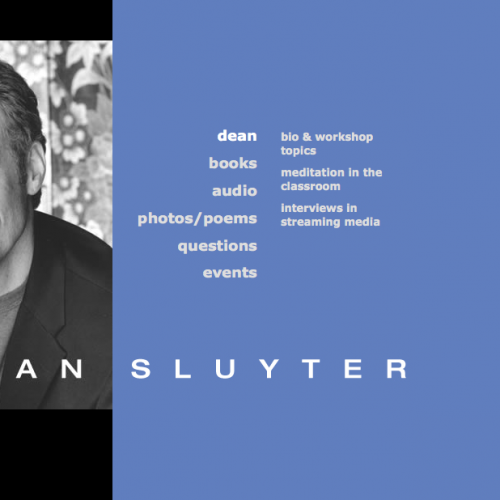 dean
books
audio
photos/poems
questions
events
bio & workshop
topics
meditation in the
classroom
interviews in
streaming media
AN SLUYTER